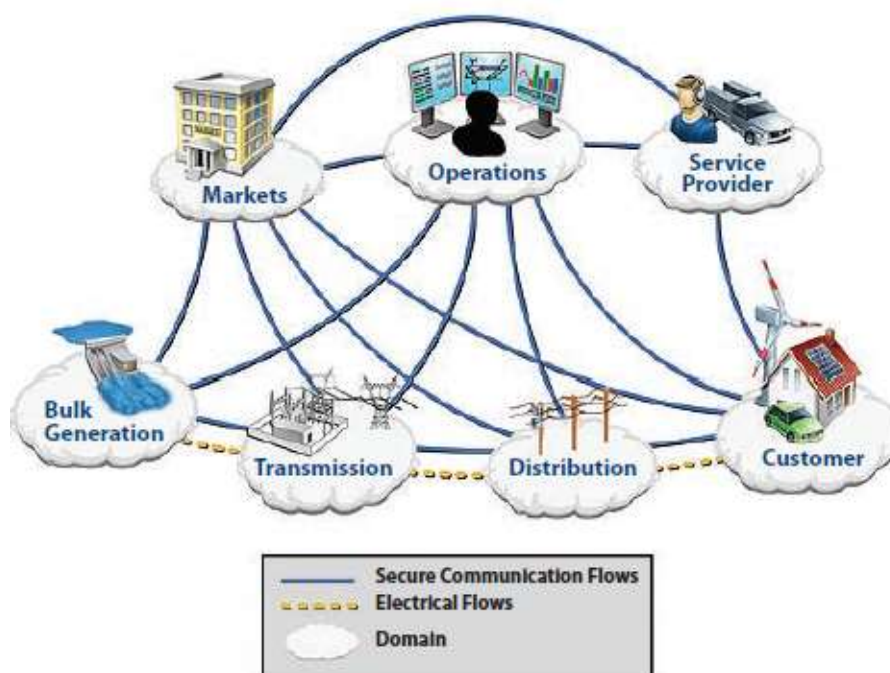 Markets
Operations
Service
Provider
Bulk
Generation
Transmission
Distribution
Customer
Secure Communication Flows
Electrical Flows
Domain